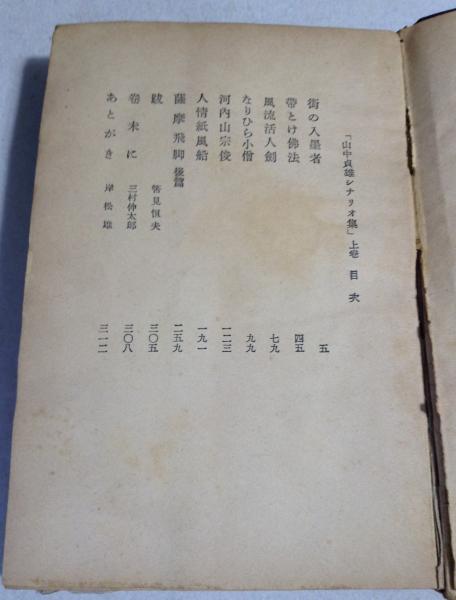 「山中貞雄シナリオ集」上卷 目次
街の入墨者 五
帶とけ佛法 四五
風流活人劍 七九
なりひら小僧 九九
河內山宗俊 一二三
人情紙風船 一九一
薩摩飛脚 後篇 二五九
跋 筈見恒夫 三〇五
卷末に 三村伸太郎 三〇八
あとがき 岸松雄 三一二